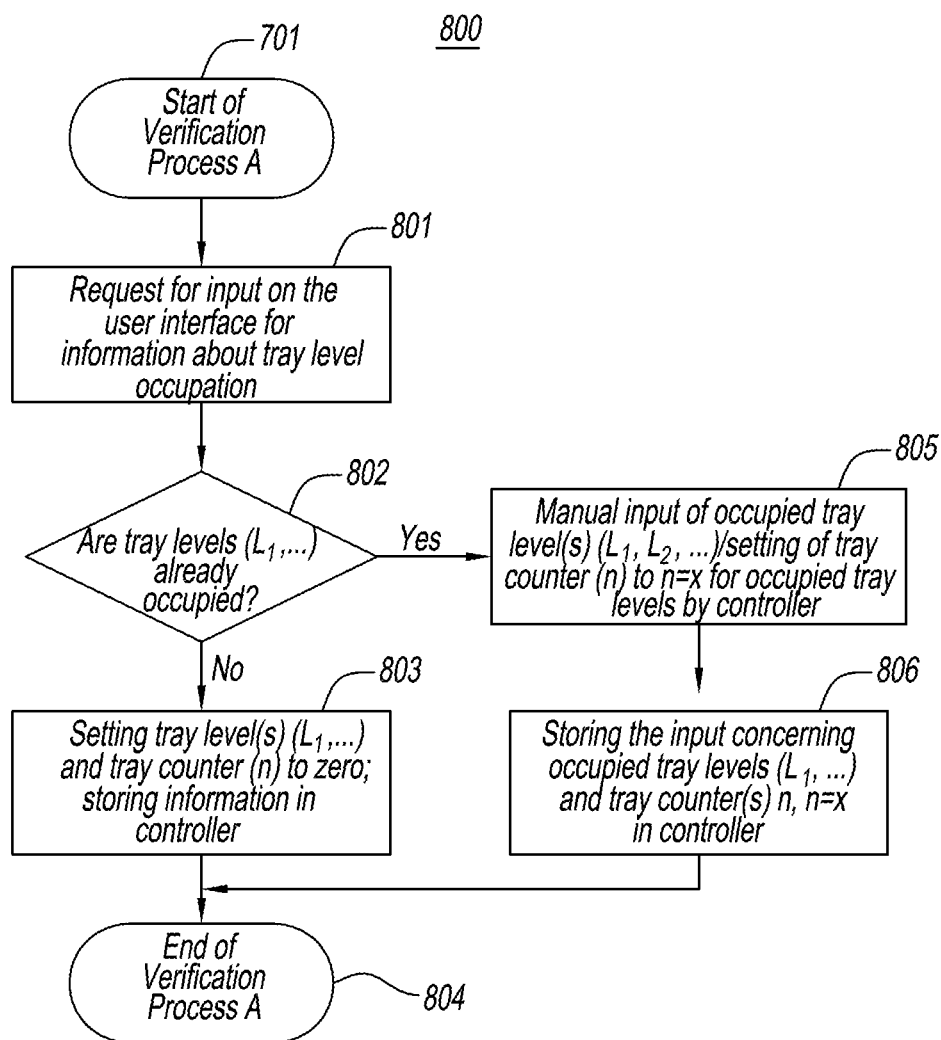 800
701
Start of
Verification
Process A
801
Request for input on the
user interface for
information about tray level
occupation
802
Are tray levels (L1,...)
already
occupied?
Yes
805
Manual input of occupied tray
level(s) (L1, L2, ...)/setting of tray
counter (n) to n=x for occupied tray
levels by controller
No
803
Setting tray level(s) (L1,...)
and tray counter (n) to zero;
storing information in
controller
806
Storing the input concerning
occupied tray levels (L1, ...)
and tray counter(s) n, n=x
in controller
End of
Verification
Process A
804